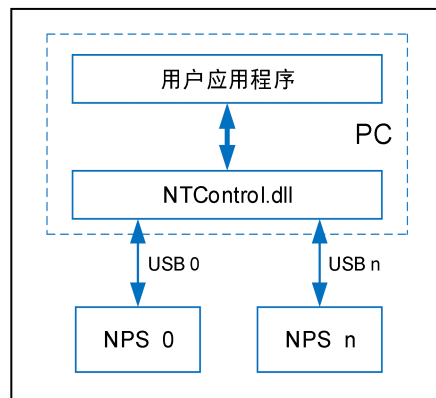 用户应用程序
PC
NTControl.dll
USB 0
USB n
NPS 0
NPS n